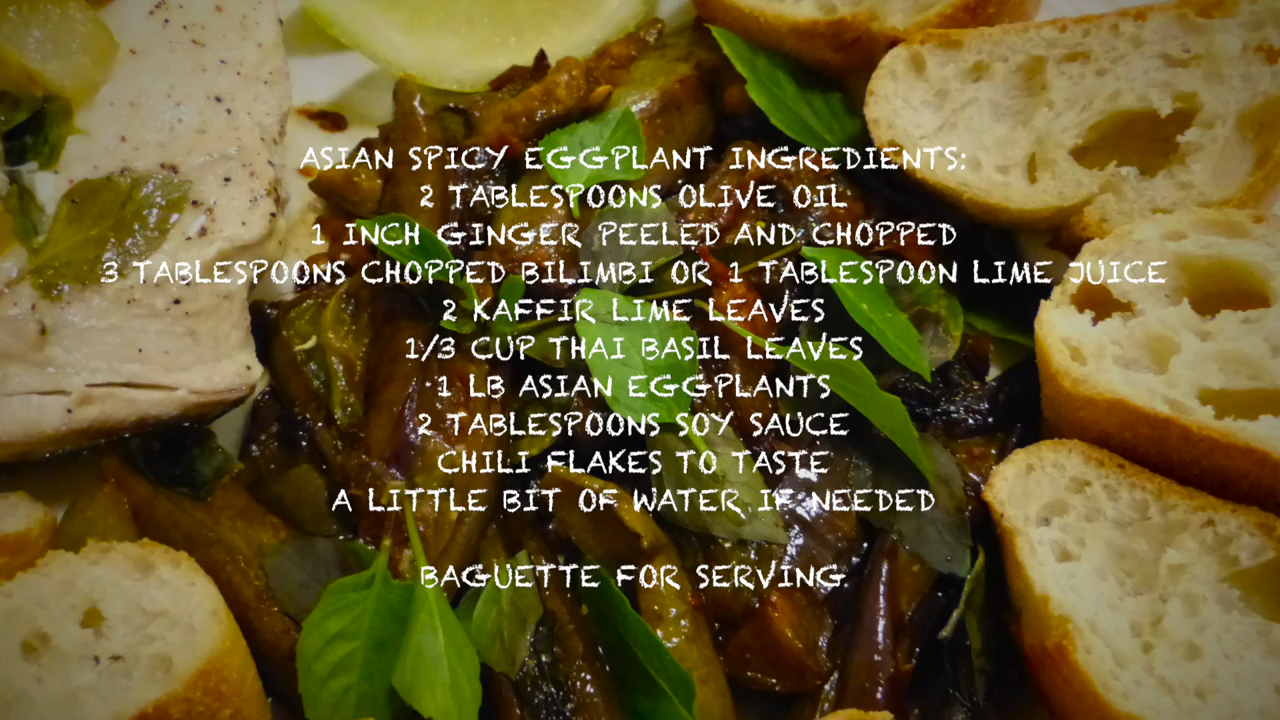 ASIAN SPICY EGGPLANT INGREDIENTS:
2 TABLESPOONS OLIVE OIL
1 INCH GINGER PEELED AND CHOPPED
3 TABLESPOONS CHOPPED BILIMBI OR 1 TABLESPOON LIME JUICE
2 KAFFIR LIME LEAVES
1/3 CUP THAI BASIL LEAVES
1 LB ASIAN EGGPLANTS
2 TABLESPOONS SOY SAUCE
CHILI FLAKES TO TASTE
A LITTLE BIT OF WATER IF NEEDED
BAGUETTE FOR SERVING